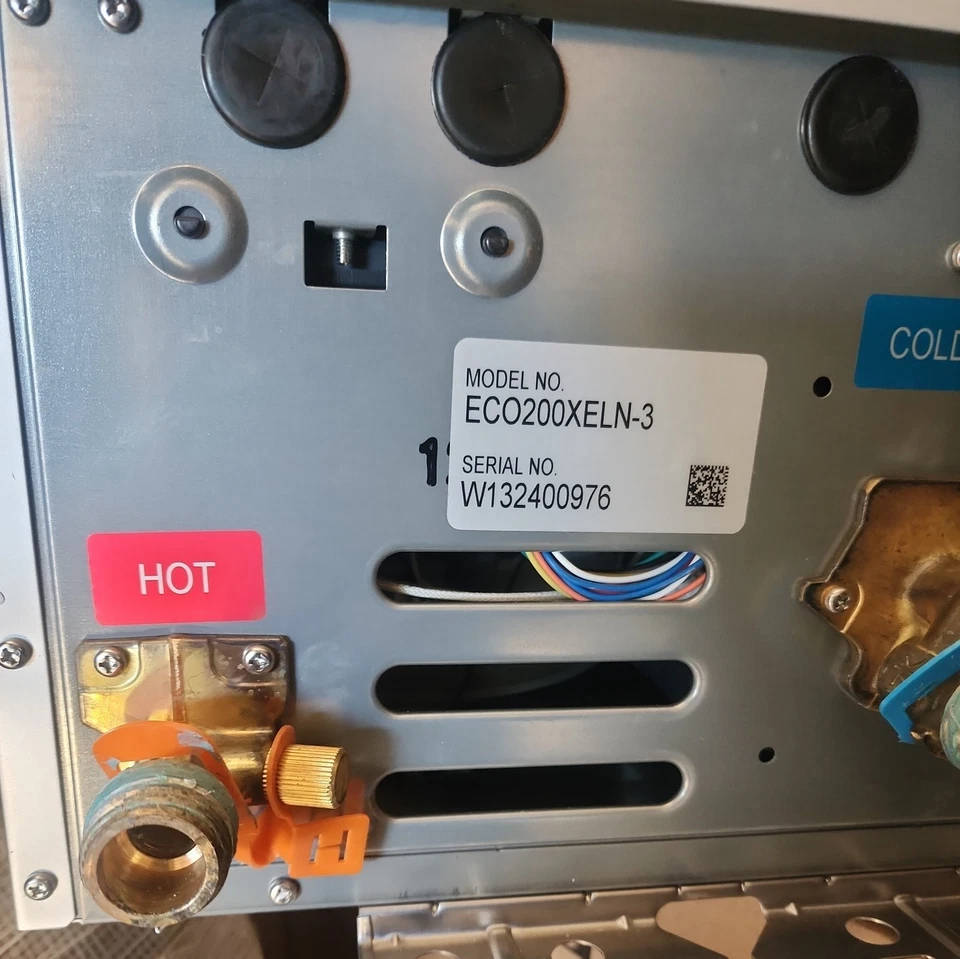 COLD
MODEL NO.
ECO200XELN-3
SERIAL NO.
W132400976
HOT